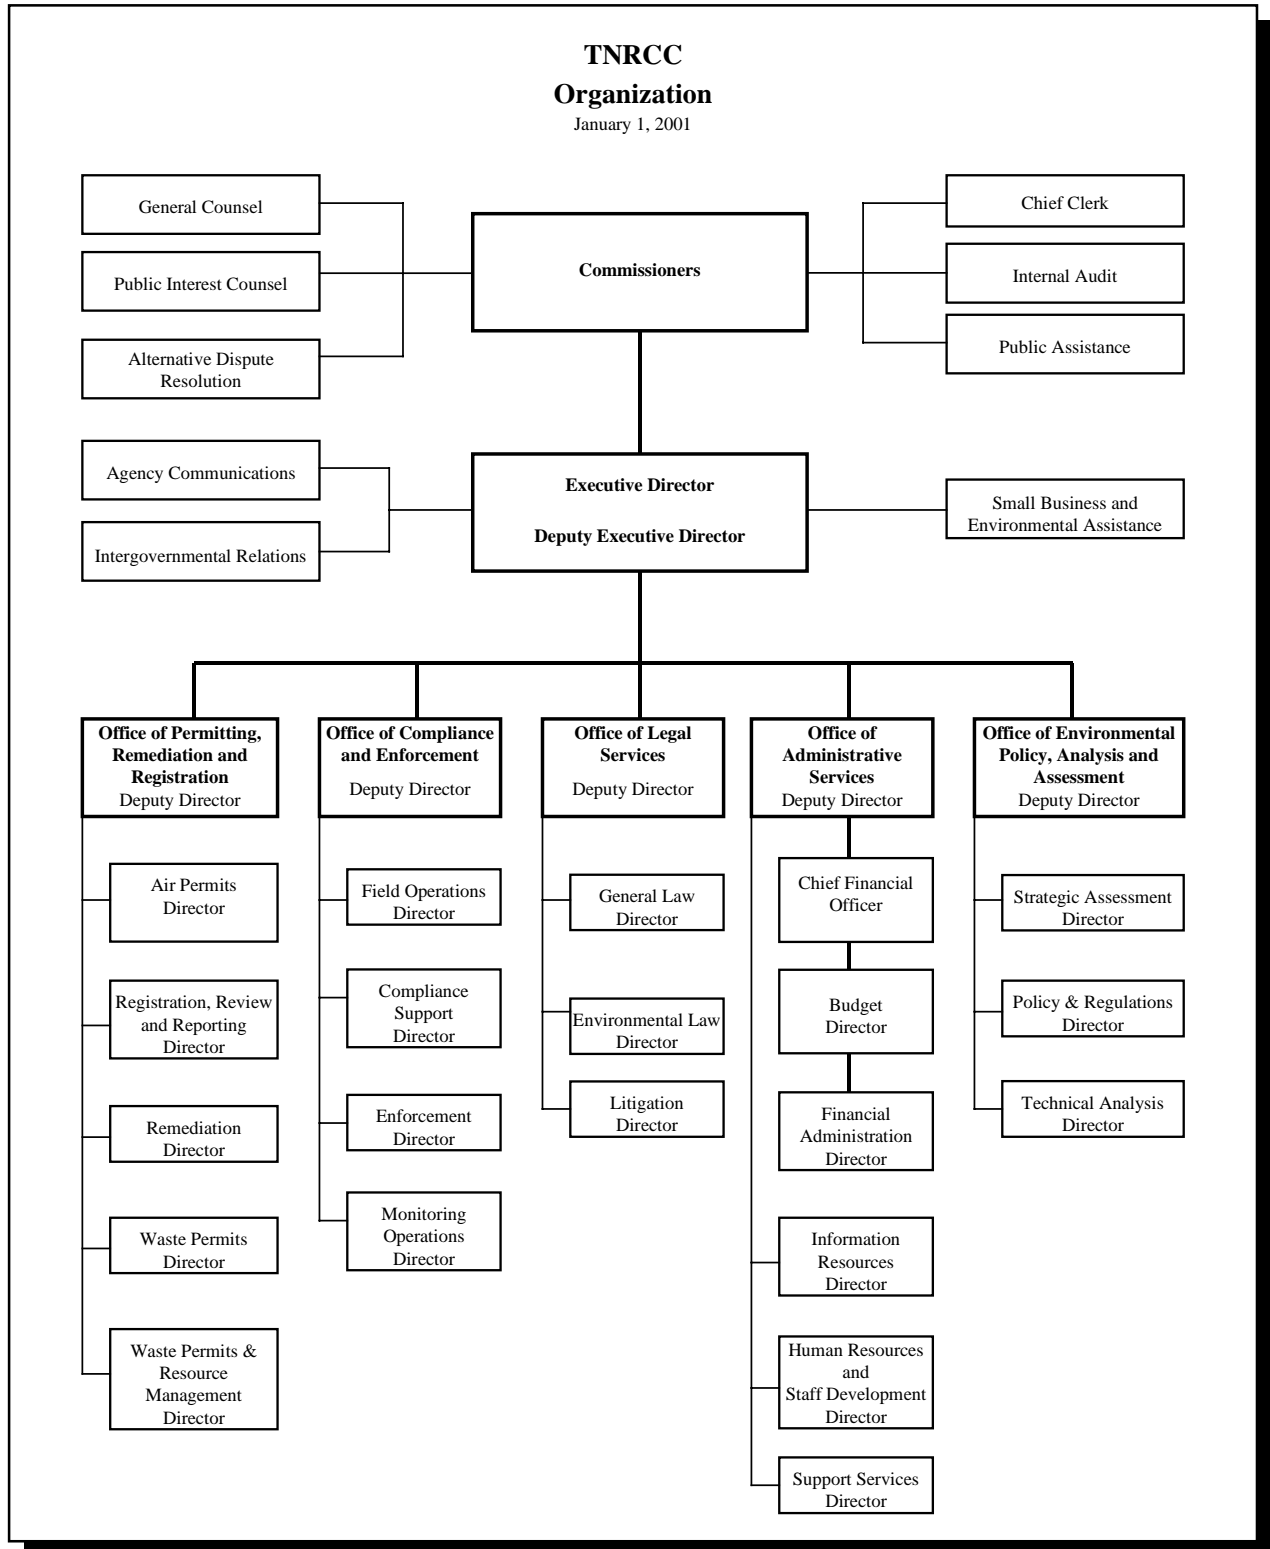 TNRCC
Organization
January 1, 2001
General Counsel
Public Interest Counsel
Alternative Dispute
Resolution
Commissioners
Chief Clerk
Internal Audit
Public Assistance
Agency Communications
Intergovernmental Relations
Executive Director
Deputy Executive Director
Small Business and
Environmental Assistance
Office of Permitting,
Remediation and
Registration
Deputy Director
Air Permits
Director
Registration, Review
and Reporting
Director
Remediation
Director
Waste Permits
Director
Waste Permits &
Resource
Management
Director
Office of Compliance
and Enforcement
Deputy Director
Field Operations
Director
Compliance
Support
Director
Enforcement
Director
Monitoring
Operations
Director
Office of Legal
Services
Deputy Director
General Law
Director
Environmental Law
Director
Litigation
Director
Office of
Administrative
Services
Deputy Director
Chief Financial
Officer
Budget
Director
Financial
Administration
Director
Information
Resources
Director
Human Resources
and
Staff Development
Director
Support Services
Director
Office of Environmental
Policy, Analysis and
Assessment
Deputy Director
Strategic Assessment
Director
Policy & Regulations
Director
Technical Analysis
Director